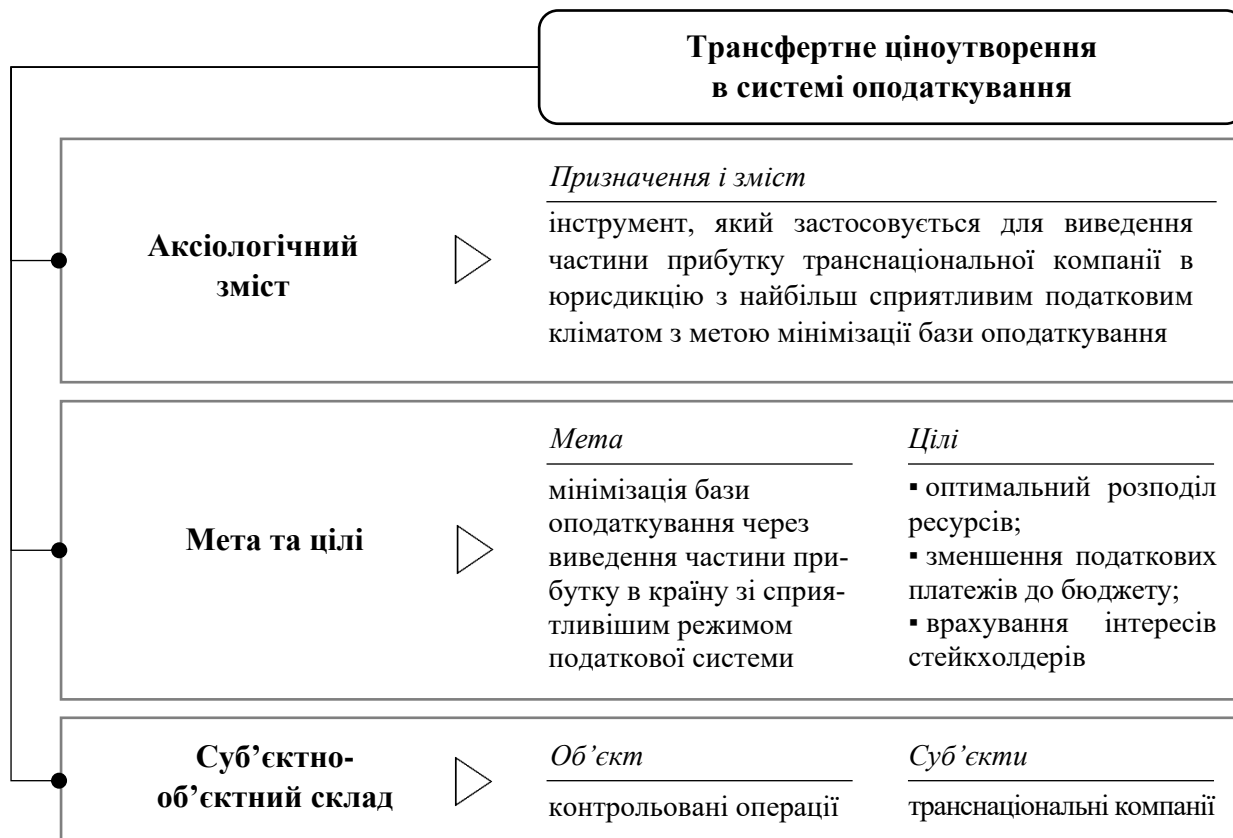 Трансфертне ціноутворення
в системі оподаткування
Аксіологічний
зміст
Призначення і зміст
інструмент, який застосовується для виведення
частини прибутку транснаціональної компанії в
юрисдикцію з найбільш сприятливим податковим
кліматом з метою мінімізації бази оподаткування
Мета та цілі
Мета
мінімізація бази
оподаткування через
виведення частини при-
бутку в країну зі сприя-
тливішим режимом
податкової системи
Цілі
▪ оптимальний розподіл
ресурсів;
▪ зменшення податкових
платежів до бюджету;
▪ врахування інтересів
стейкхолдерів
Суб’єктно-
об’єктний склад
Об’єкт
контрольовані операції
Суб’єкти
транснаціональні компанії